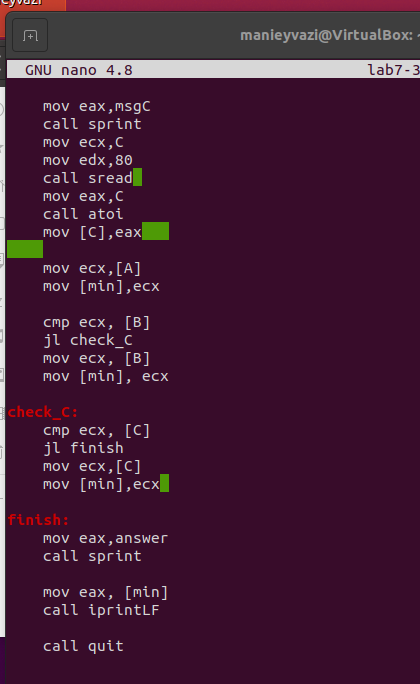 manieyvazi@VirtualBox: ~
GNU nano 4.8 lab7-3
mov eax,msgC
call sprint
mov ecx,C
mov edx,80
call sread
mov eax,C
call atoi
mov [C],eax
mov ecx,[A]
mov [min],ecx
cmp ecx, [B]
jl check_C
mov ecx, [B]
mov [min], ecx
check_C:
cmp ecx, [C]
jl finish
mov ecx,[C]
mov [min],ecx
finish:
mov eax,answer
call sprint
mov eax, [min]
call iprintLF
call quit